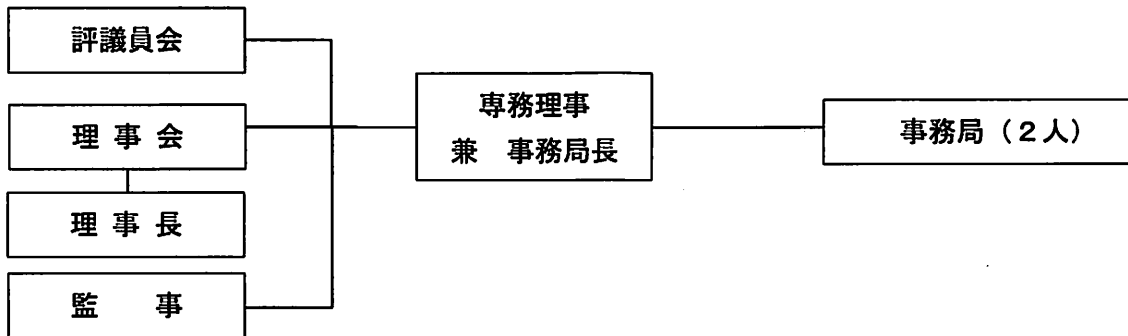 評議員会
理 事 会
理 事 長
監　　事
専務理事
兼　事務局長
事務局（２人）